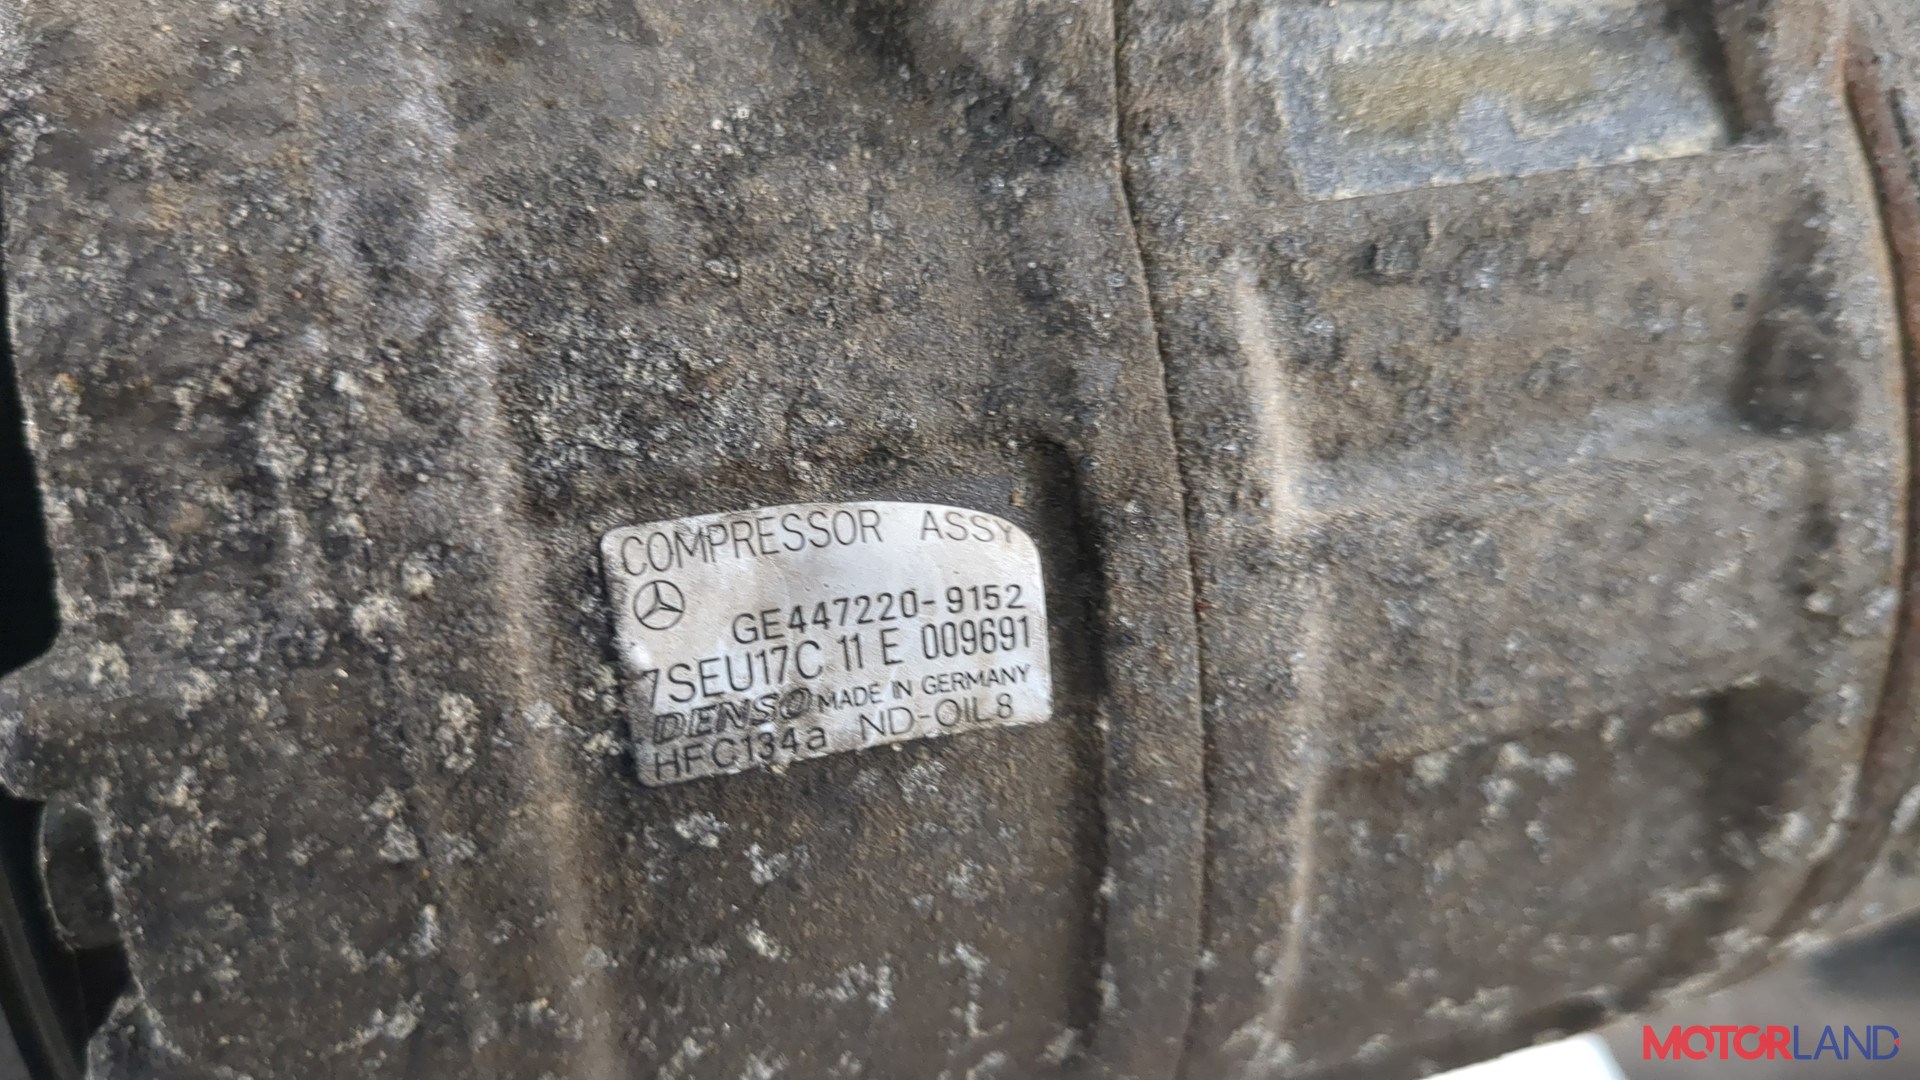 COMPRESSOR ASSY
GE447220-9152
7SEU17C 11 E 009691
DENSO MADE IN GERMANY
HFC134a ND-OIL8
MOTORLAND